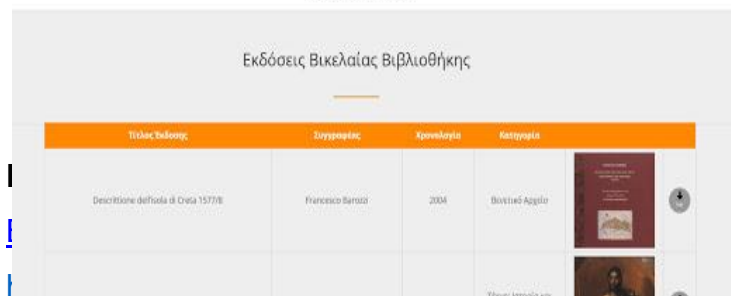 Εκδόσεις Βικελαίας Βιβλιοθήκης
Τίτλος Έκδοσης Συγγραφέας Χρονολογία Κατηγορία
Descrittione dell'isola di Creta 1577/8 Francesco Barozzi 2004 Βενετικό Αρχείο